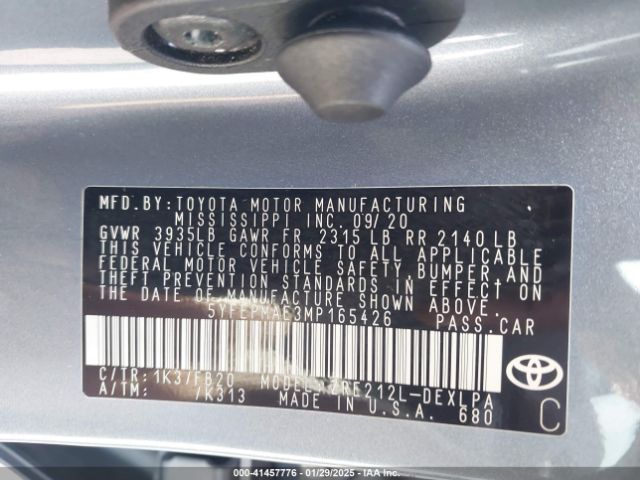 MFD. BY: TOYOTA MOTOR MANUFACTURING
MISSISSIPPI INC. 09/20
GVWR 3935LB GAWR FR 2315 LB RR 2140 LB
THIS VEHICLE CONFORMS TO ALL APPLICABLE
FEDERAL MOTOR VEHICLE SAFETY, BUMPER AND
THEFT PREVENTION STANDARDS IN EFFECT ON
THE DATE OF MANUFACTURE SHOWN ABOVE.
5YFEPMAE3MP165426 PASS. CAR
C/TR: 1K3/FB20 MODEL: ZRE212L-DEXLPA
A/TM: /K313 MADE IN U.S.A. 680
C
000-41457776 - 01/29/2025 - IAA Inc.